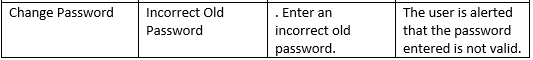 Change Password
Incorrect Old
Password
. Enter an
incorrect old
password.
The user is alerted
that the password
entered is not valid.